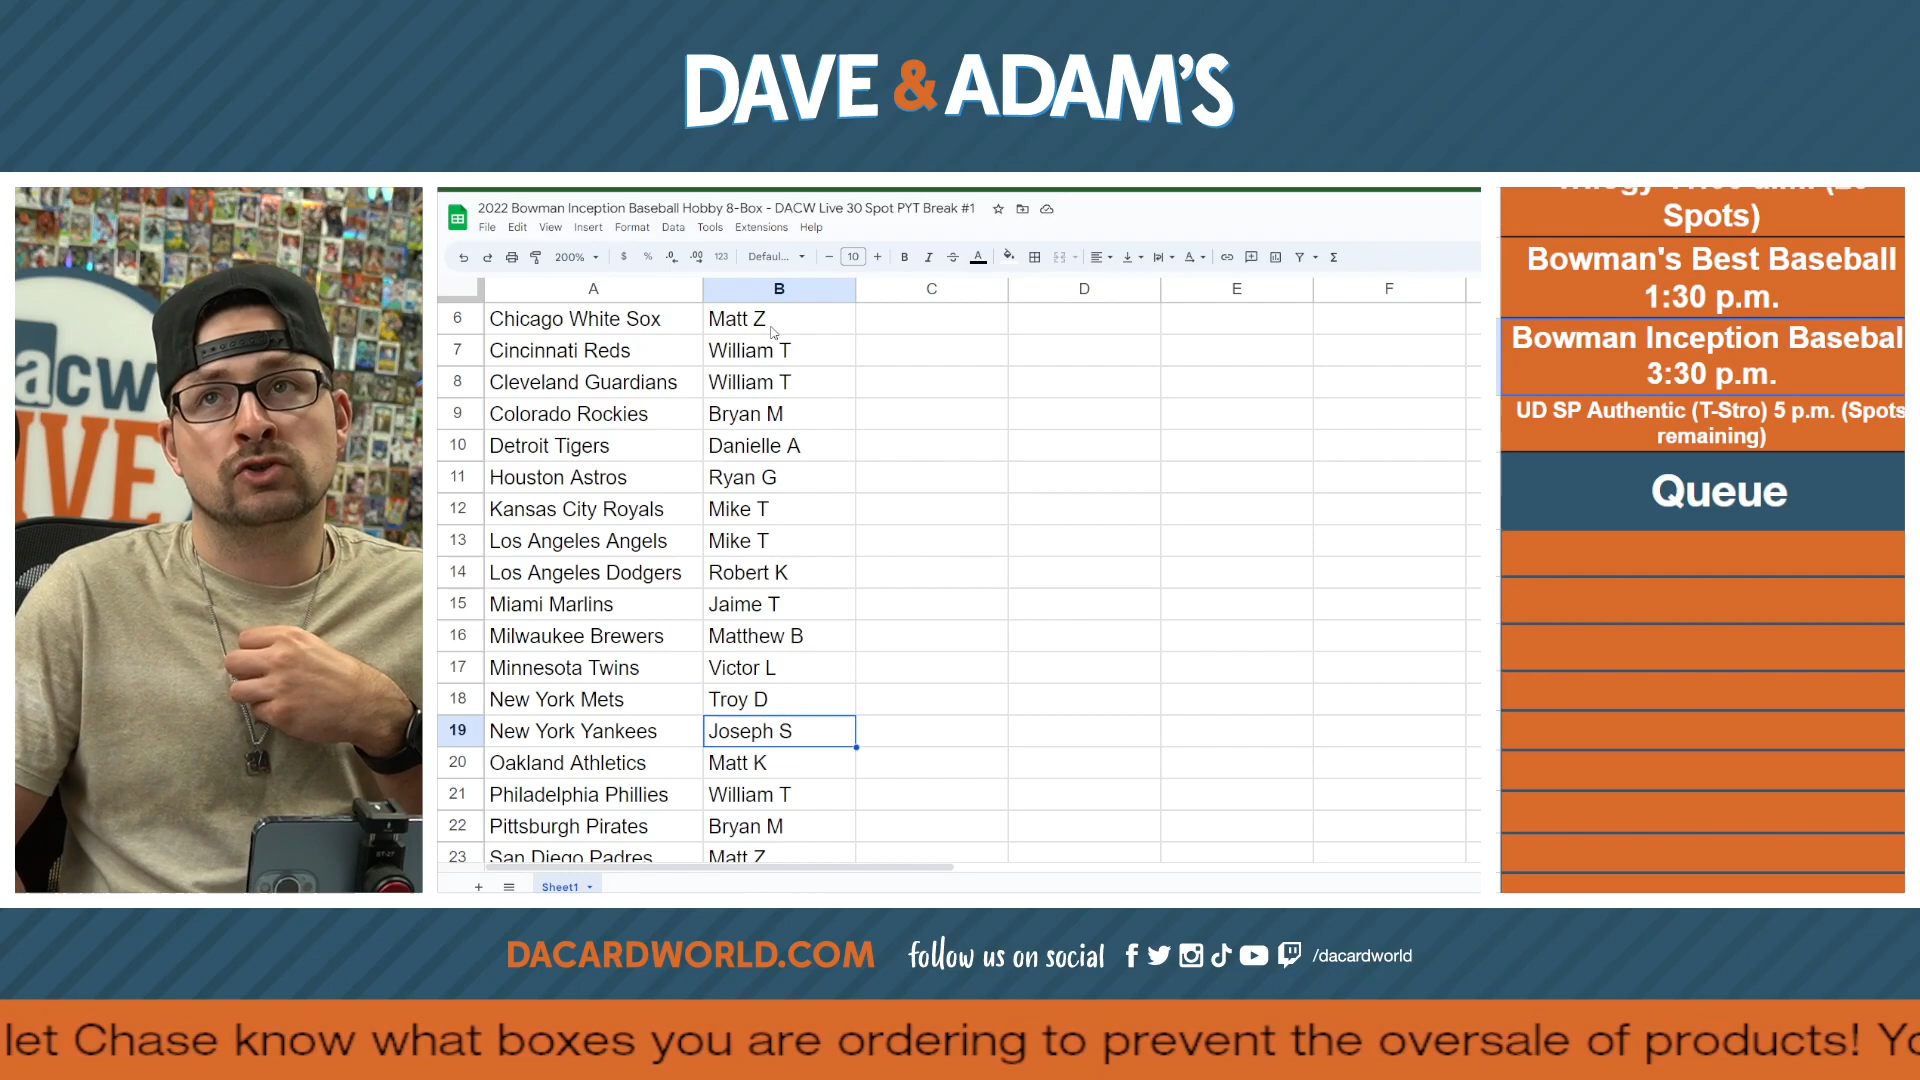 DAVE & ADAM'S
acw
IVE
2022 Bowman Inception Baseball Hobby 8-Box - DACW Live 30 Spot PYT Break #1
File Edit View Insert Format Data Tools Extensions Help
200% $ % .0 .00 123 Defaul... − 10 + B I A Σ
A B C D E F
6 Chicago White Sox Matt Z
7 Cincinnati Reds William T
8 Cleveland Guardians William T
9 Colorado Rockies Bryan M
10 Detroit Tigers Danielle A
11 Houston Astros Ryan G
12 Kansas City Royals Mike T
13 Los Angeles Angels Mike T
14 Los Angeles Dodgers Robert K
15 Miami Marlins Jaime T
16 Milwaukee Brewers Matthew B
17 Minnesota Twins Victor L
18 New York Mets Troy D
19 New York Yankees Joseph S
20 Oakland Athletics Matt K
21 Philadelphia Phillies William T
22 Pittsburgh Pirates Bryan M
23 San Diego Padres Matt Z
+ Sheet1
Spots)
Bowman's Best Baseball
1:30 p.m.
Bowman Inception Basebal
3:30 p.m.
UD SP Authentic (T-Stro) 5 p.m. (Spots
remaining)
Queue
DACARDWORLD.COM follow us on social /dacardworld
let Chase know what boxes you are ordering to prevent the oversale of products! Yo